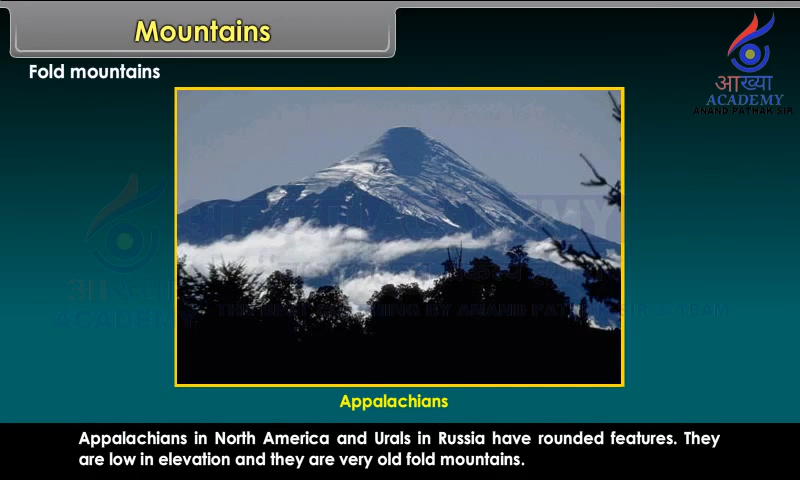 Mountains
Fold mountains
आख्या
ACADEMY
ANAND PATHAK SIR
Appalachians
Appalachians in North America and Urals in Russia have rounded features. They
are low in elevation and they are very old fold mountains.